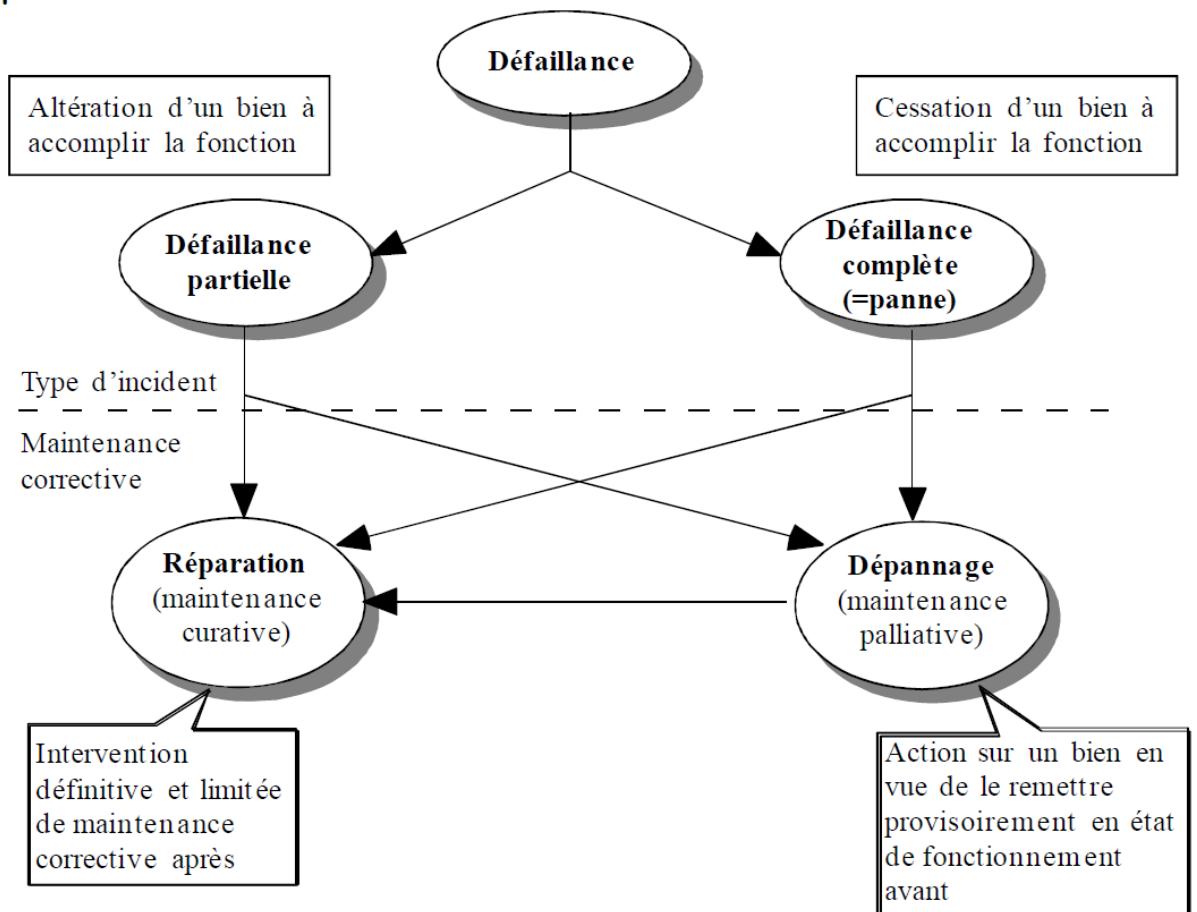 Défaillance
Altération d'un bien à
accomplir la fonction
Cessation d'un bien à
accomplir la fonction
Défaillance
partielle
Défaillance
complète
(=panne)
Type d'incident
Maintenance
corrective
Réparation
(maintenance
curative)
Dépannage
(maintenance
palliative)
Intervention
définitive et limitée
de maintenance
corrective après
Action sur un bien en
vue de le remettre
provisoirement en état
de fonctionnement
avant